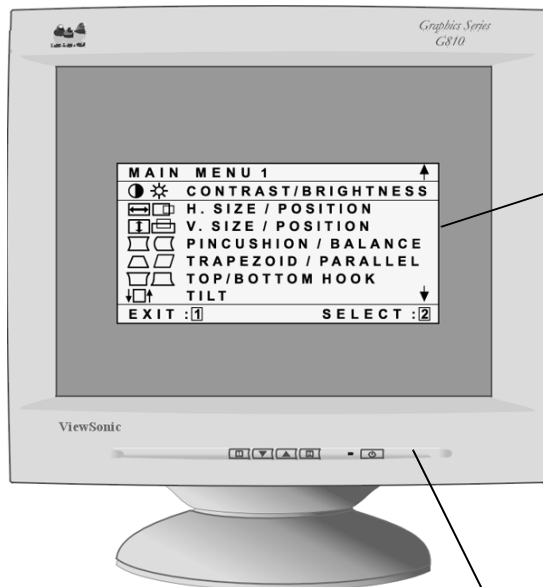 Graphics Series
G810
MAIN MENU 1
CONTRAST/BRIGHTNESS
H. SIZE / POSITION
V. SIZE / POSITION
PINCUSHION / BALANCE
TRAPEZOID / PARALLEL
TOP/BOTTOM HOOK
TILT
EXIT :1 SELECT :2
ViewSonic